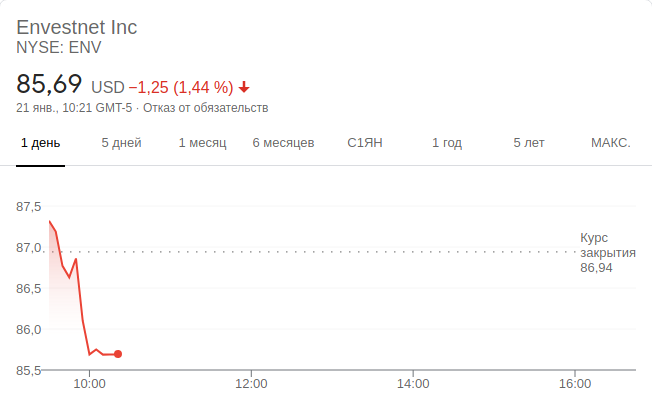 Envestnet Inc
NYSE: ENV
85,69 USD −1,25 (1,44 %)
21 янв., 10:21 GMT-5 · Отказ от обязательств
1 день 5 дней 1 месяц 6 месяцев С1ЯН 1 год 5 лет МАКС.
87,5
87,0
86,5
86,0
85,5
Курс
закрытия
86,94
10:00 12:00 14:00 16:00